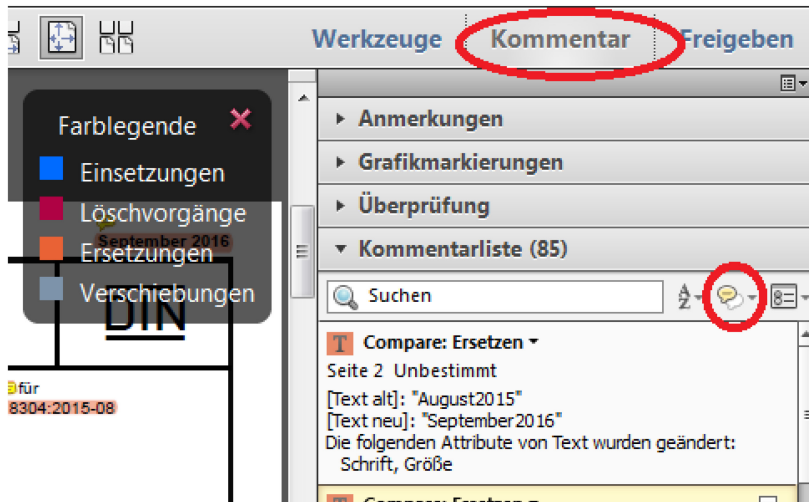 Werkzeuge Kommentar Freigeben
Farblegende
Einsetzungen
Löschvorgänge
Ersetzungen
Verschiebungen
September 2016
DIN
für
8304:2015-08
Anmerkungen
Grafikmarkierungen
Überprüfung
Kommentarliste (85)
Suchen
A
Z
T Compare: Ersetzen
Seite 2 Unbestimmt
[Text alt]: "August2015"
[Text neu]: "September2016"
Die folgenden Attribute von Text wurden geändert:
Schrift, Größe
T Compare: Ersetzen